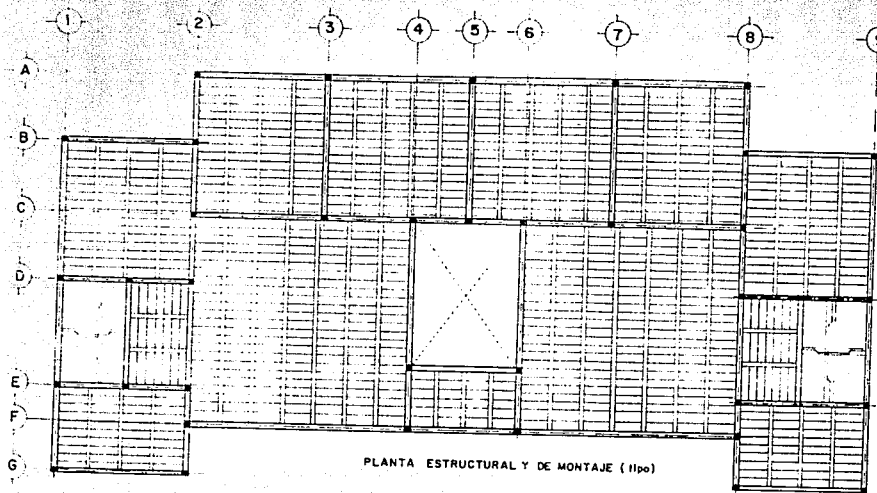 1 2 3 4 5 6 7 8
A
B
C
D
E
F
G
PLANTA ESTRUCTURAL Y DE MONTAJE (tipo)